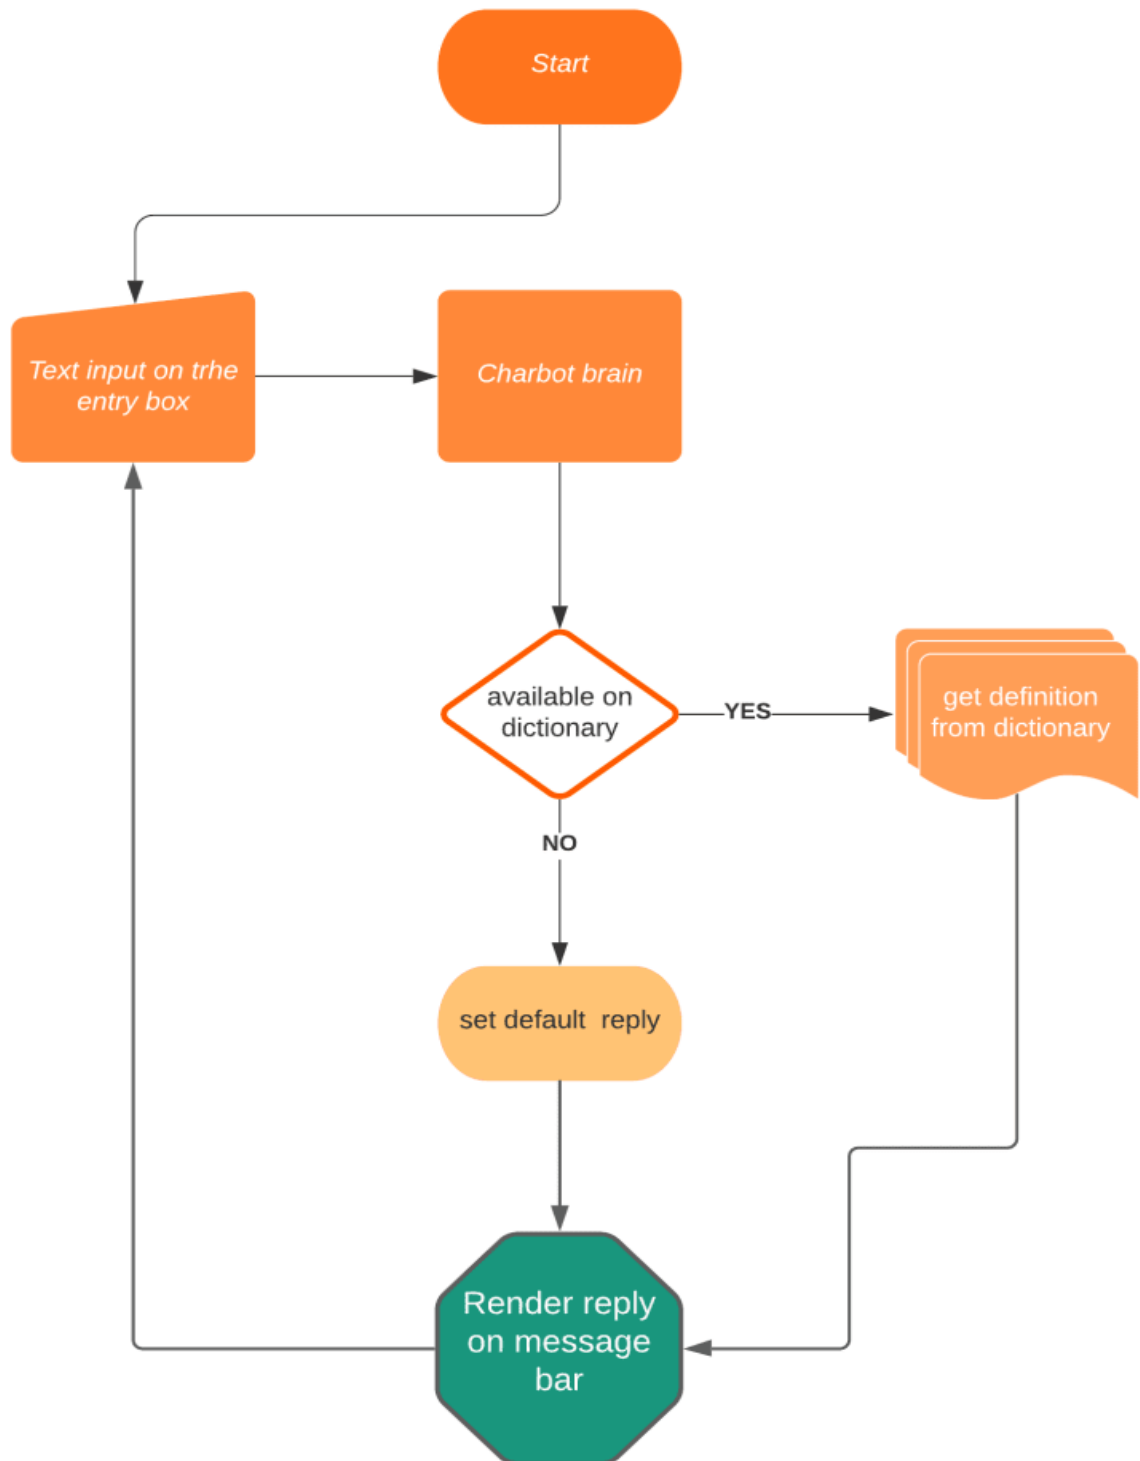 Start
Text input on trhe
entry box
Charbot brain
available on
dictionary
YES
get definition
from dictionary
NO
set default  reply
Render reply
on message
bar